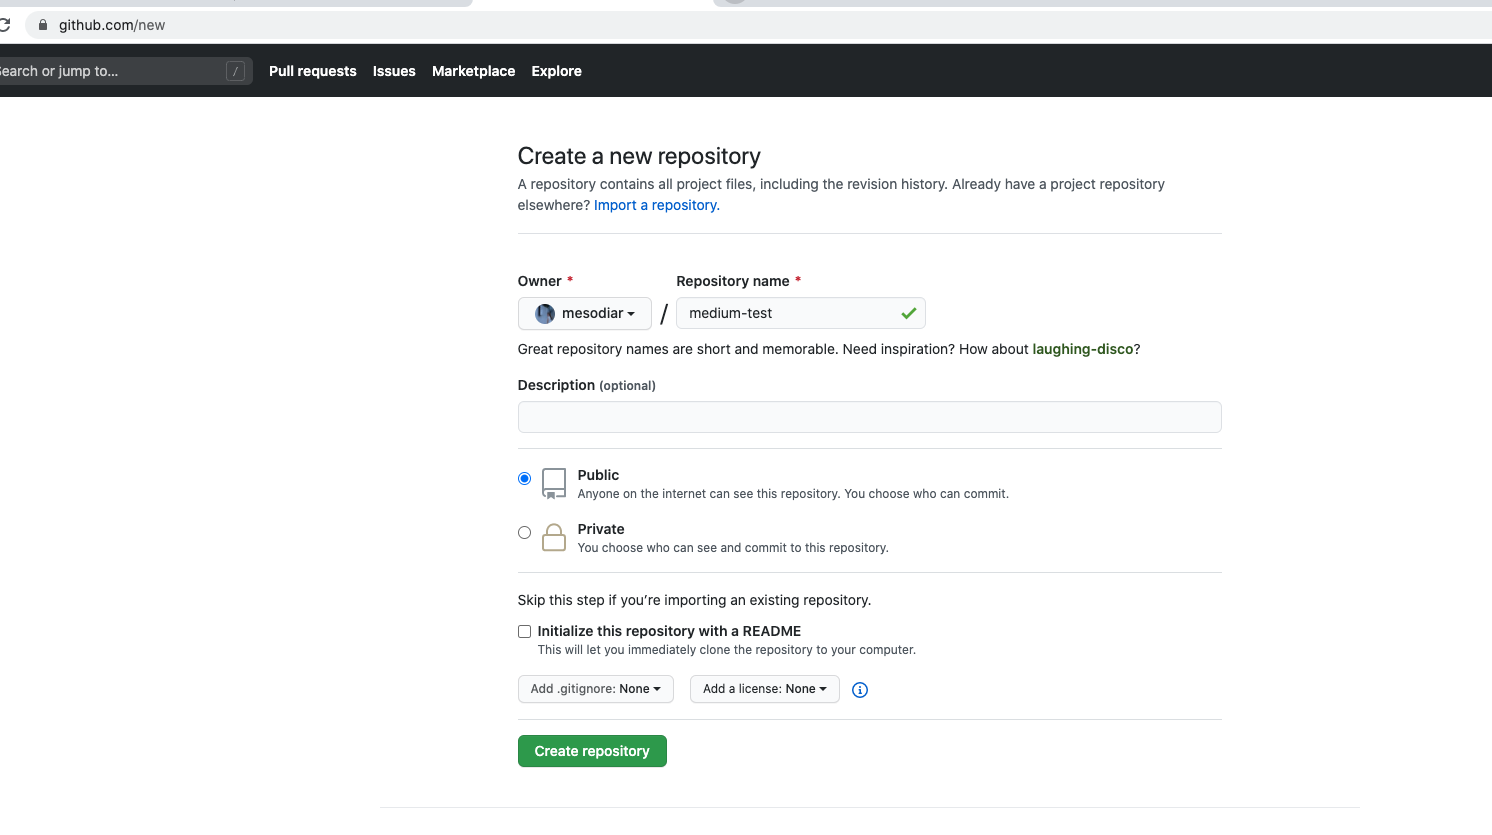 github.com/new
Search or jump to...
/
Pull requests
Issues
Marketplace
Explore
Create a new repository
A repository contains all project files, including the revision history. Already have a project repository
elsewhere? Import a repository.
Owner *
Repository name *
mesodiar
/
medium-test
Great repository names are short and memorable. Need inspiration? How about laughing-disco?
Description (optional)
Public
Anyone on the internet can see this repository. You choose who can commit.
Private
You choose who can see and commit to this repository.
Skip this step if you’re importing an existing repository.
Initialize this repository with a README
This will let you immediately clone the repository to your computer.
Add .gitignore: None
Add a license: None
Create repository